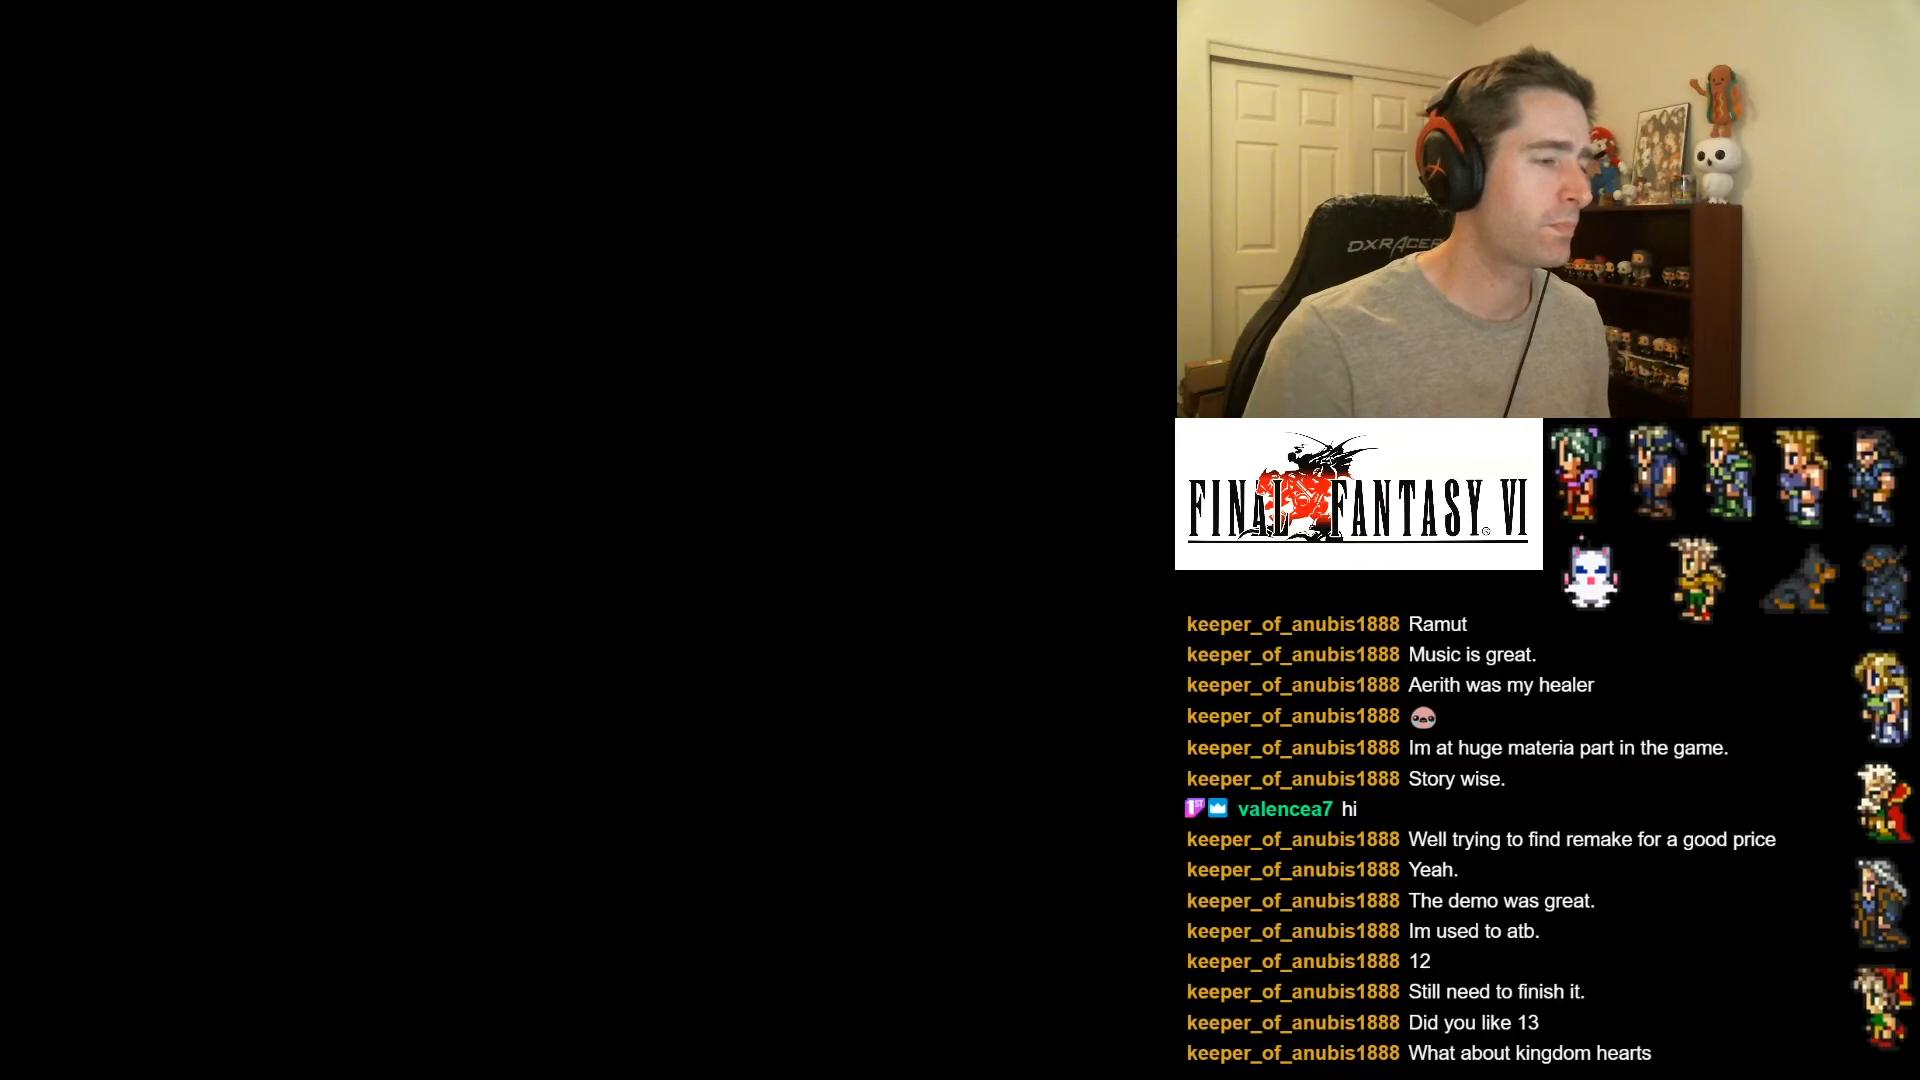 DXRACER
FINAL FANTASY® VI
keeper_of_anubis1888 Ramut
keeper_of_anubis1888 Music is great.
keeper_of_anubis1888 Aerith was my healer
keeper_of_anubis1888
keeper_of_anubis1888 Im at huge materia part in the game.
keeper_of_anubis1888 Story wise.
1ST valencea7 hi
keeper_of_anubis1888 Well trying to find remake for a good price
keeper_of_anubis1888 Yeah.
keeper_of_anubis1888 The demo was great.
keeper_of_anubis1888 Im used to atb.
keeper_of_anubis1888 12
keeper_of_anubis1888 Still need to finish it.
keeper_of_anubis1888 Did you like 13
keeper_of_anubis1888 What about kingdom hearts